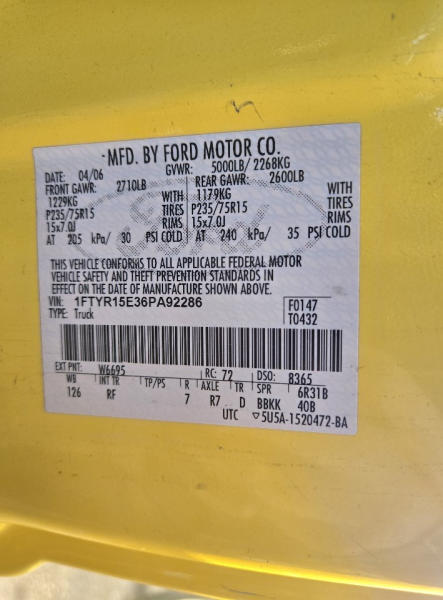 MFD. BY FORD MOTOR CO.
DATE: 04/06 GVWR: 5000LB/ 2268KG
FRONT GAWR: 2710LB REAR GAWR: 2600LB
1229KG WITH 1179KG WITH
P235/75R15 TIRES P235/75R15 TIRES
15x7.0J RIMS 15x7.0J RIMS
AT 205 kPa/ 30 PSI COLD AT 240 kPa/ 35 PSI COLD
THIS VEHICLE CONFORMS TO ALL APPLICABLE FEDERAL MOTOR
VEHICLE SAFETY AND THEFT PREVENTION STANDARDS IN
EFFECT ON THE DATE OF MANUFACTURE SHOWN ABOVE.
VIN: 1FTYR15E36PA92286 F0147
TYPE: Truck T0432
EXT PNT: W6695 RC: 72 DSO: 8365
WB INT TR TP/PS R AXLE TR SPR 6R31B
126 RF 7 R7 D BBKK 40B
UTC ▽5U5A-1520472-BA
Ford